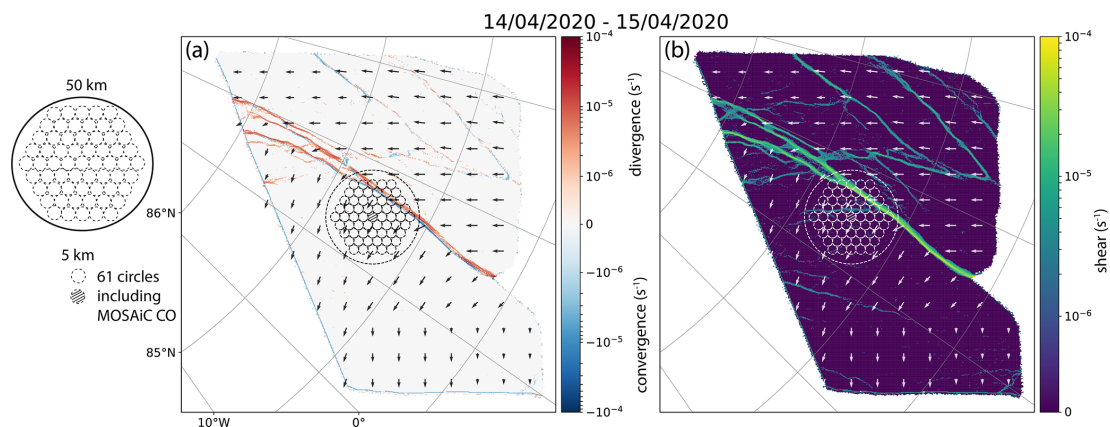 14/04/2020 - 15/04/2020
50 km
5 km
61 circles
including
MOSAiC CO
(a)
86°N
85°N
10°W
0°
10⁻⁴
10⁻⁵
10⁻⁶
0
−10⁻⁶
−10⁻⁵
−10⁻⁴
divergence (s⁻¹)
convergence (s⁻¹)
(b)
10⁻⁴
10⁻⁵
10⁻⁶
0
shear (s⁻¹)